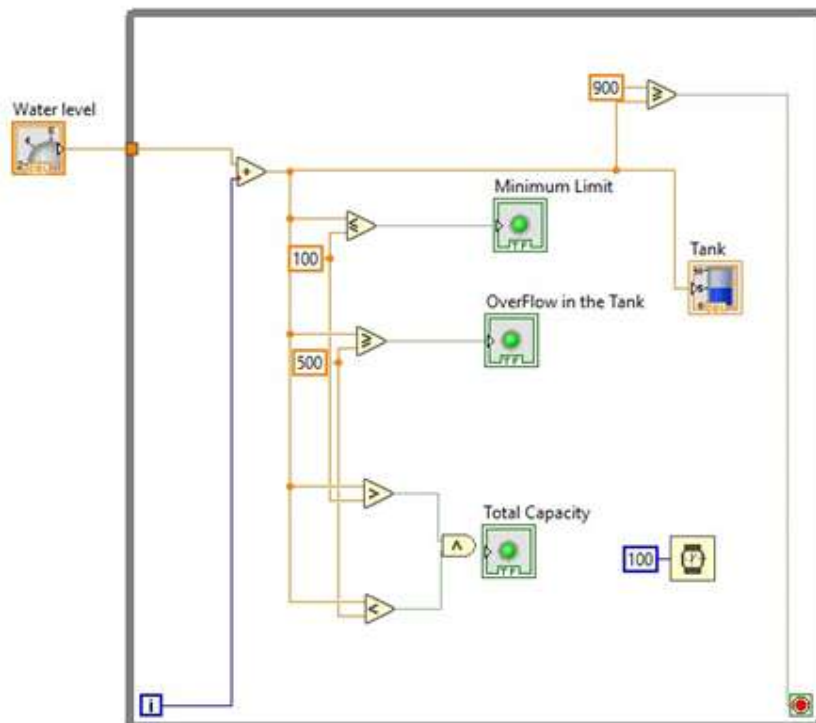 Water level
900
Minimum Limit
100
Tank
OverFlow in the Tank
500
Total Capacity
100
i